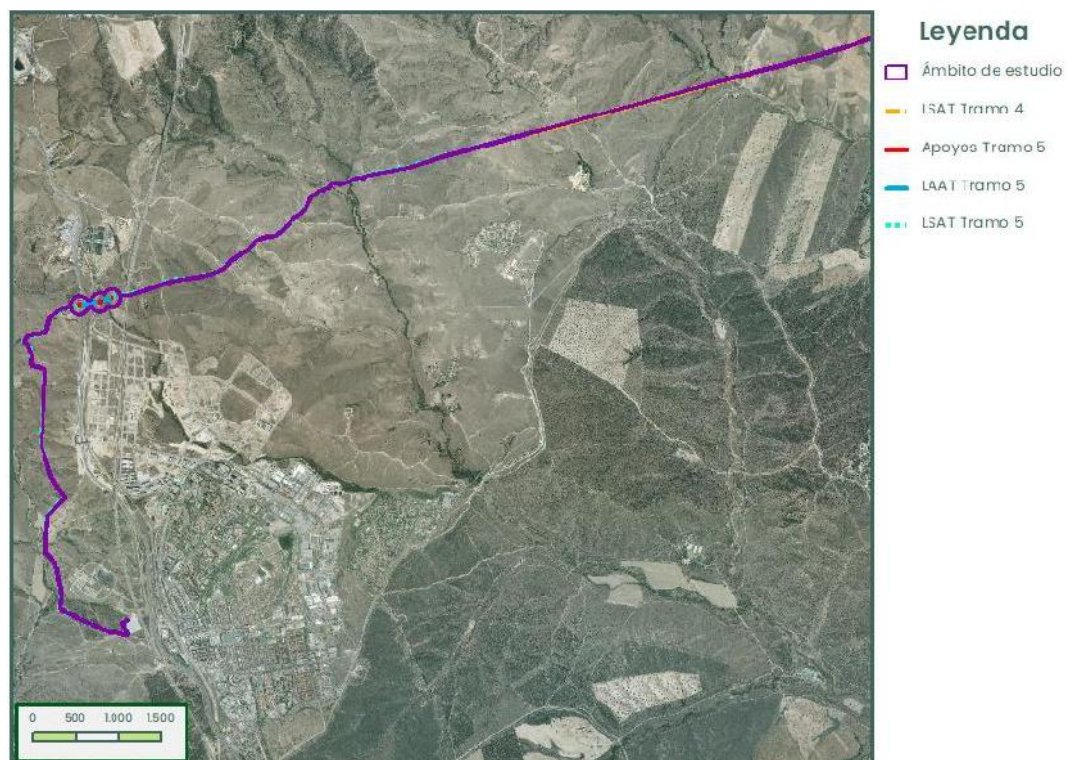 Leyenda
Ámbito de estudio
LSAT Tramo 4
Apoyos Tramo 5
LAAT Tramo 5
LSAT Tramo 5
0 500 1.000 1.500